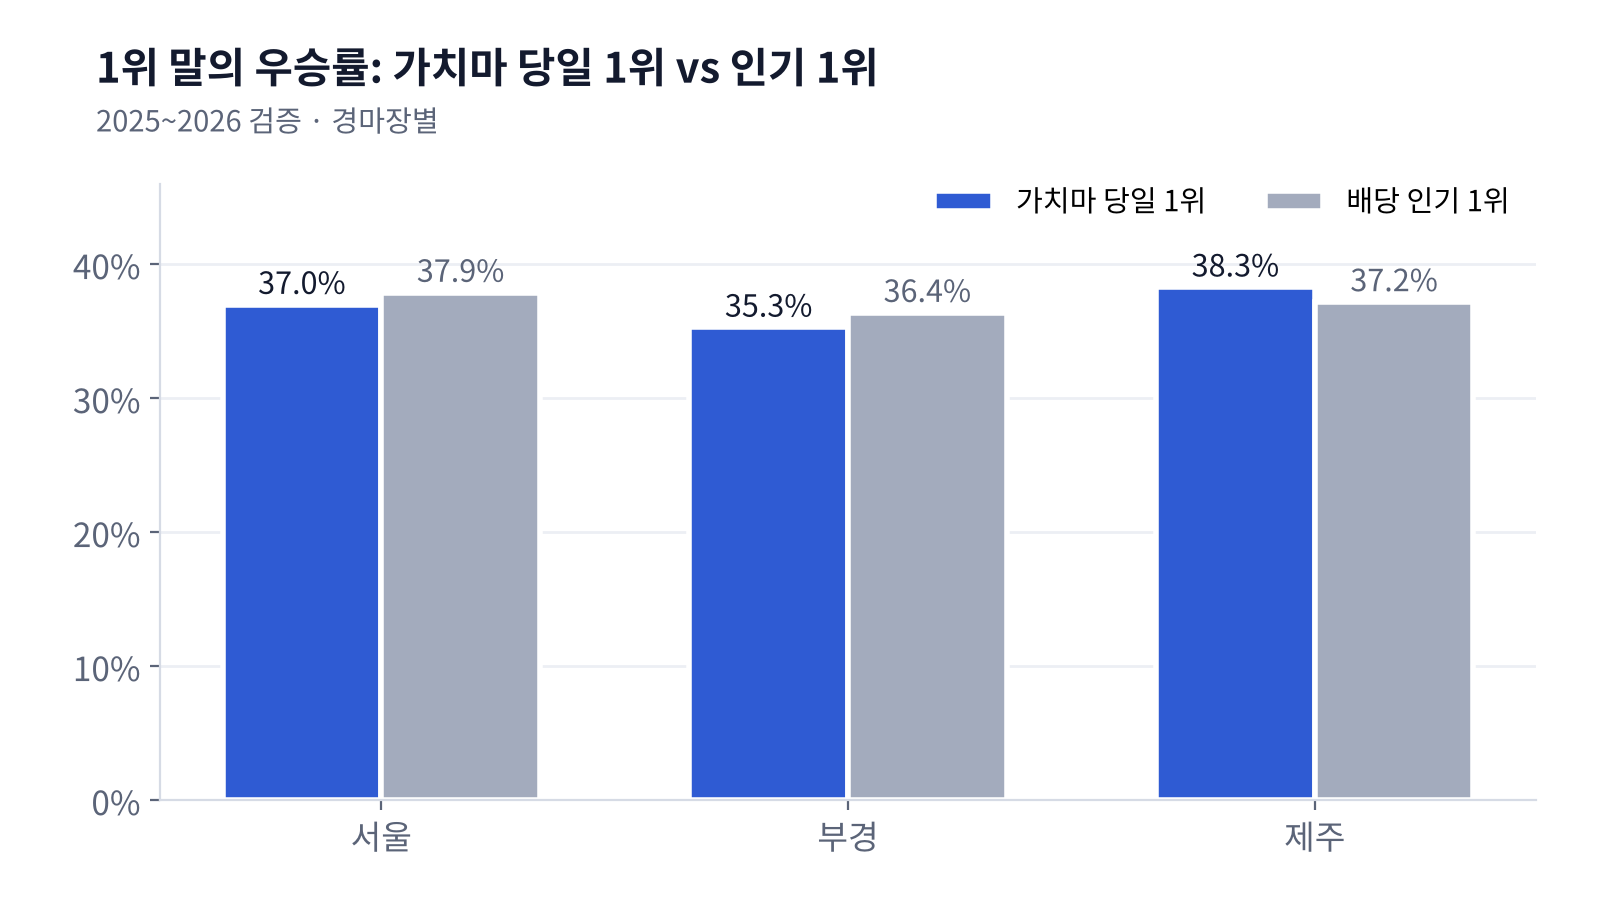 1위 말의 우승률: 가치마 당일 1위 vs 인기 1위
2025~2026 검증 · 경마장별
가치마 당일 1위
배당 인기 1위
40%
30%
20%
10%
0%
37.0%
37.9%
35.3%
36.4%
38.3%
37.2%
서울
부경
제주